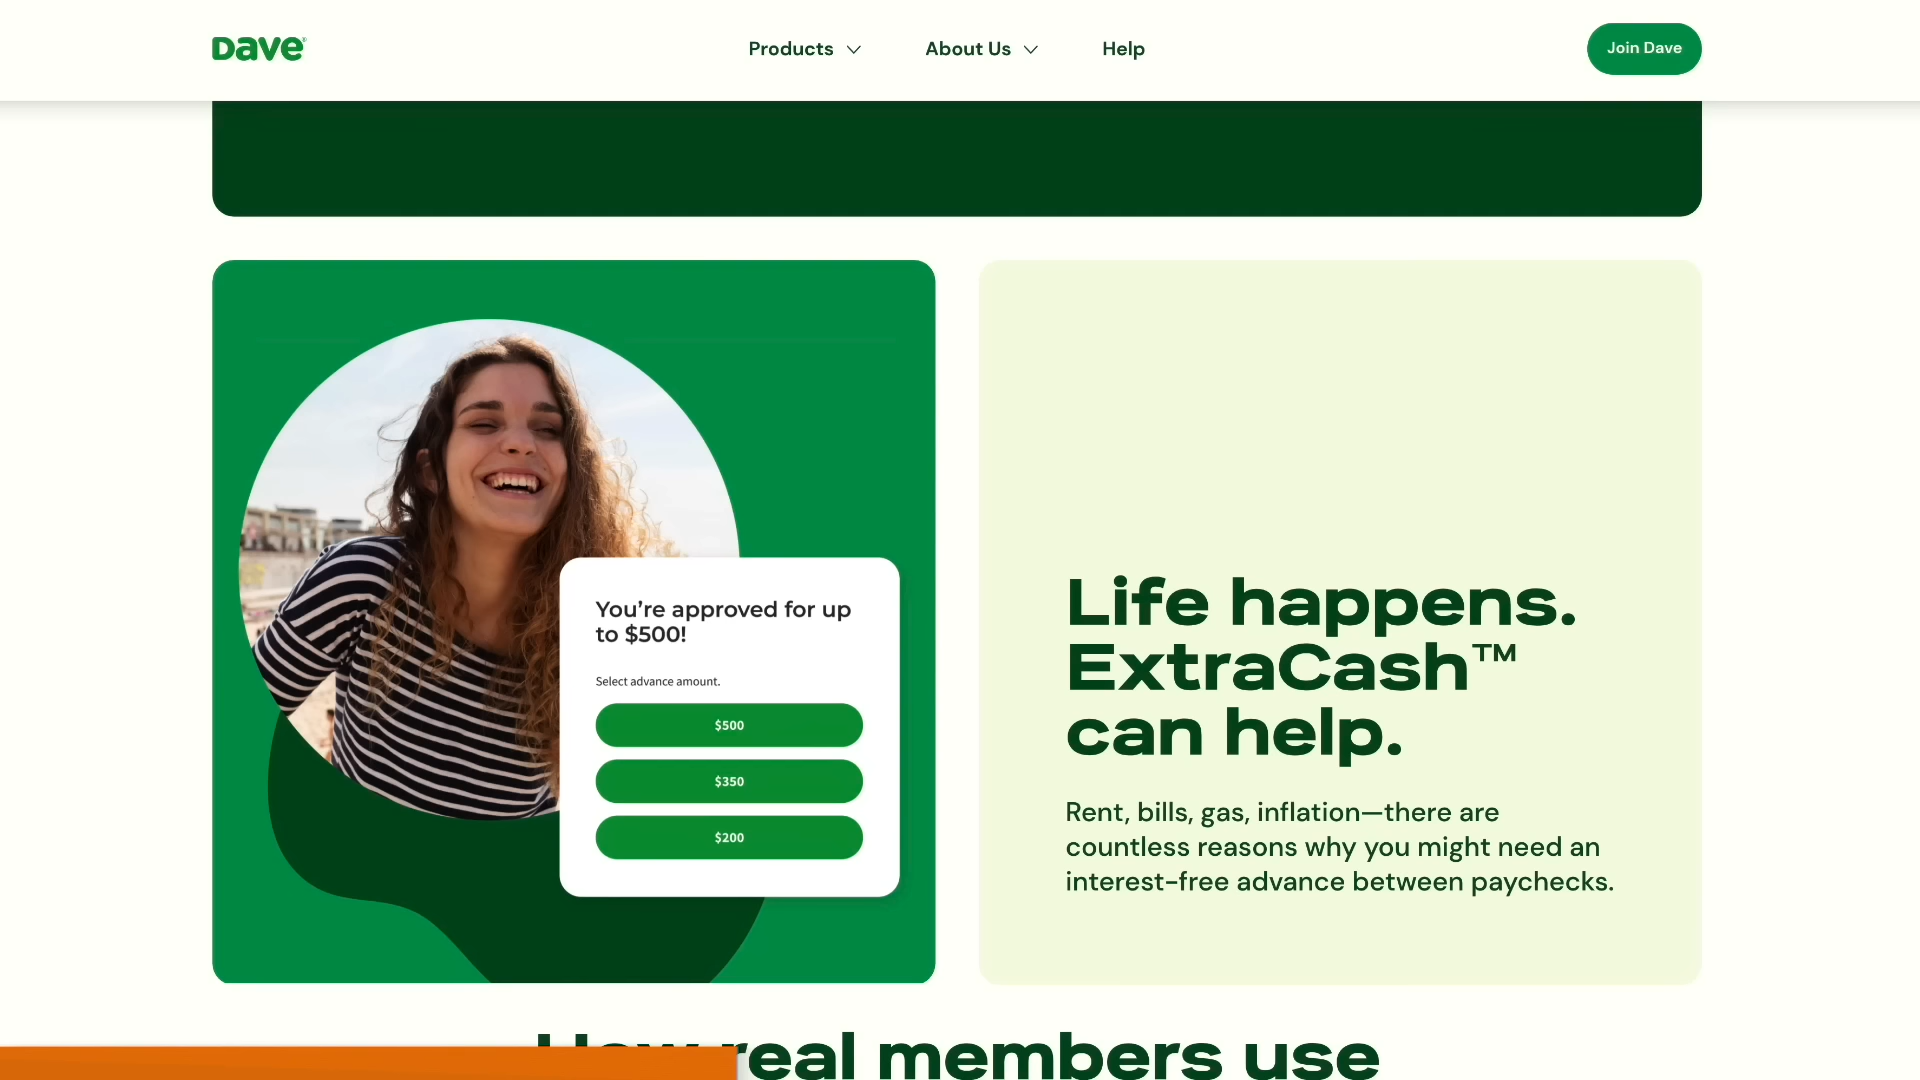 Dave®
Products
About Us
Help
Join Dave
You’re approved for up
to $500!
Select advance amount.
$500
$350
$200
Life happens.
ExtraCash™
can help.
Rent, bills, gas, inflation—there are
countless reasons why you might need an
interest-free advance between paychecks.
How real members use